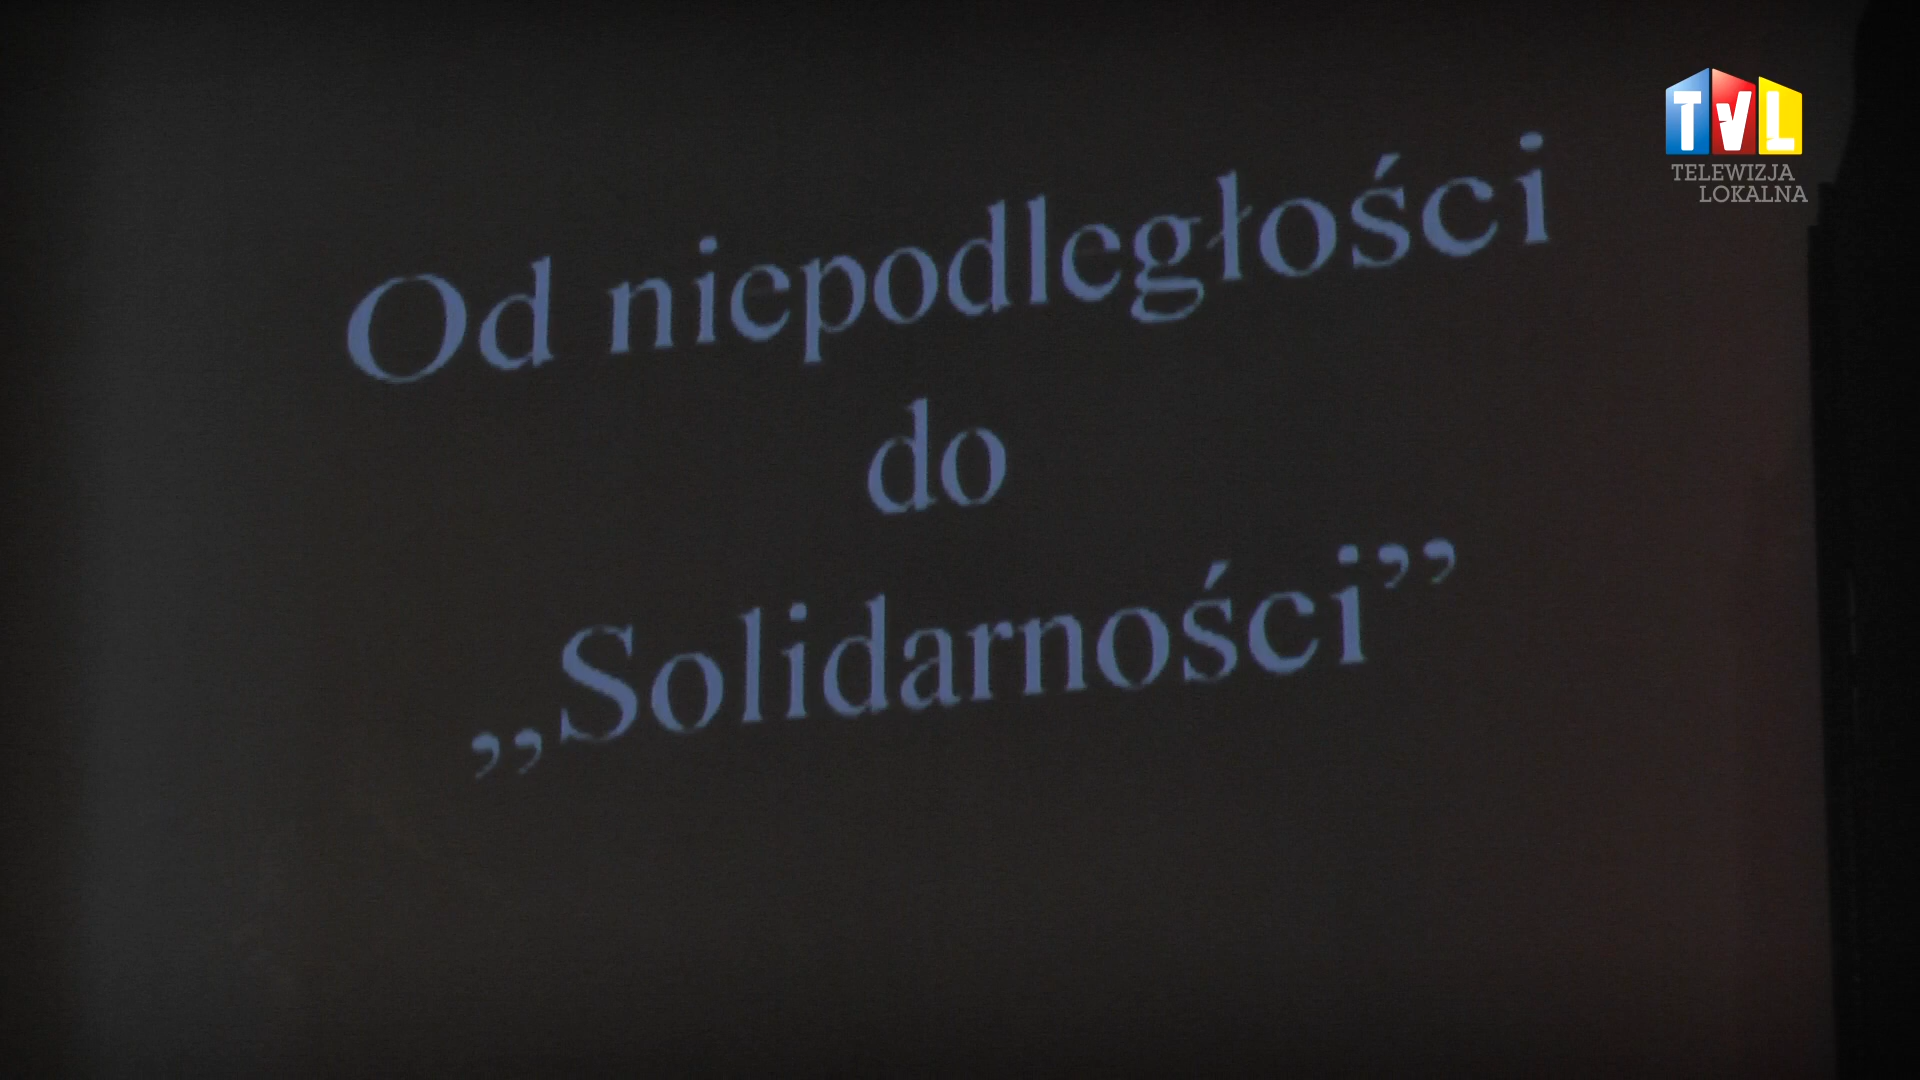 Od niepodległości
do
„Solidarności”
TVL
TELEWIZJA
LOKALNA